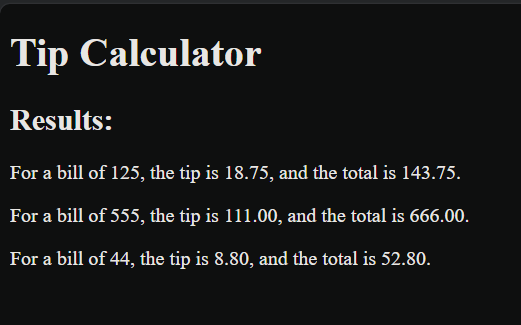 Tip Calculator
Results:
For a bill of 125, the tip is 18.75, and the total is 143.75.
For a bill of 555, the tip is 111.00, and the total is 666.00.
For a bill of 44, the tip is 8.80, and the total is 52.80.